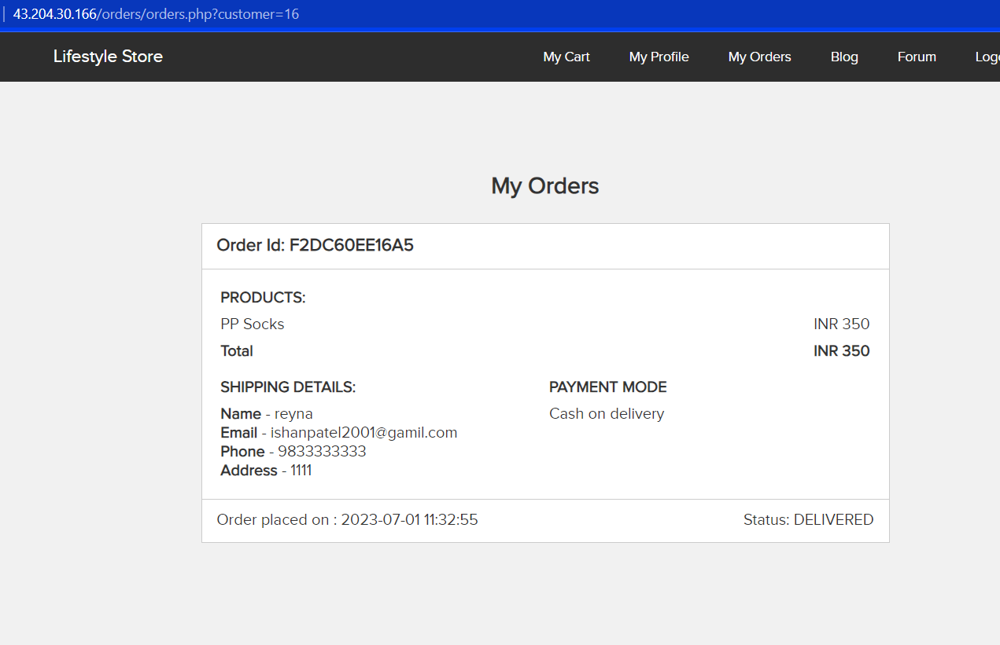 43.204.30.166/orders/orders.php?customer=16
Lifestyle Store My Cart My Profile My Orders Blog Forum
My Orders
Order Id: F2DC60EE16A5
PRODUCTS:
PP Socks INR 350
Total INR 350
SHIPPING DETAILS: PAYMENT MODE
Name - reyna Cash on delivery
Email - ishanpatel2001@gamil.com
Phone - 9833333333
Address - 1111
Order placed on : 2023-07-01 11:32:55 Status: DELIVERED